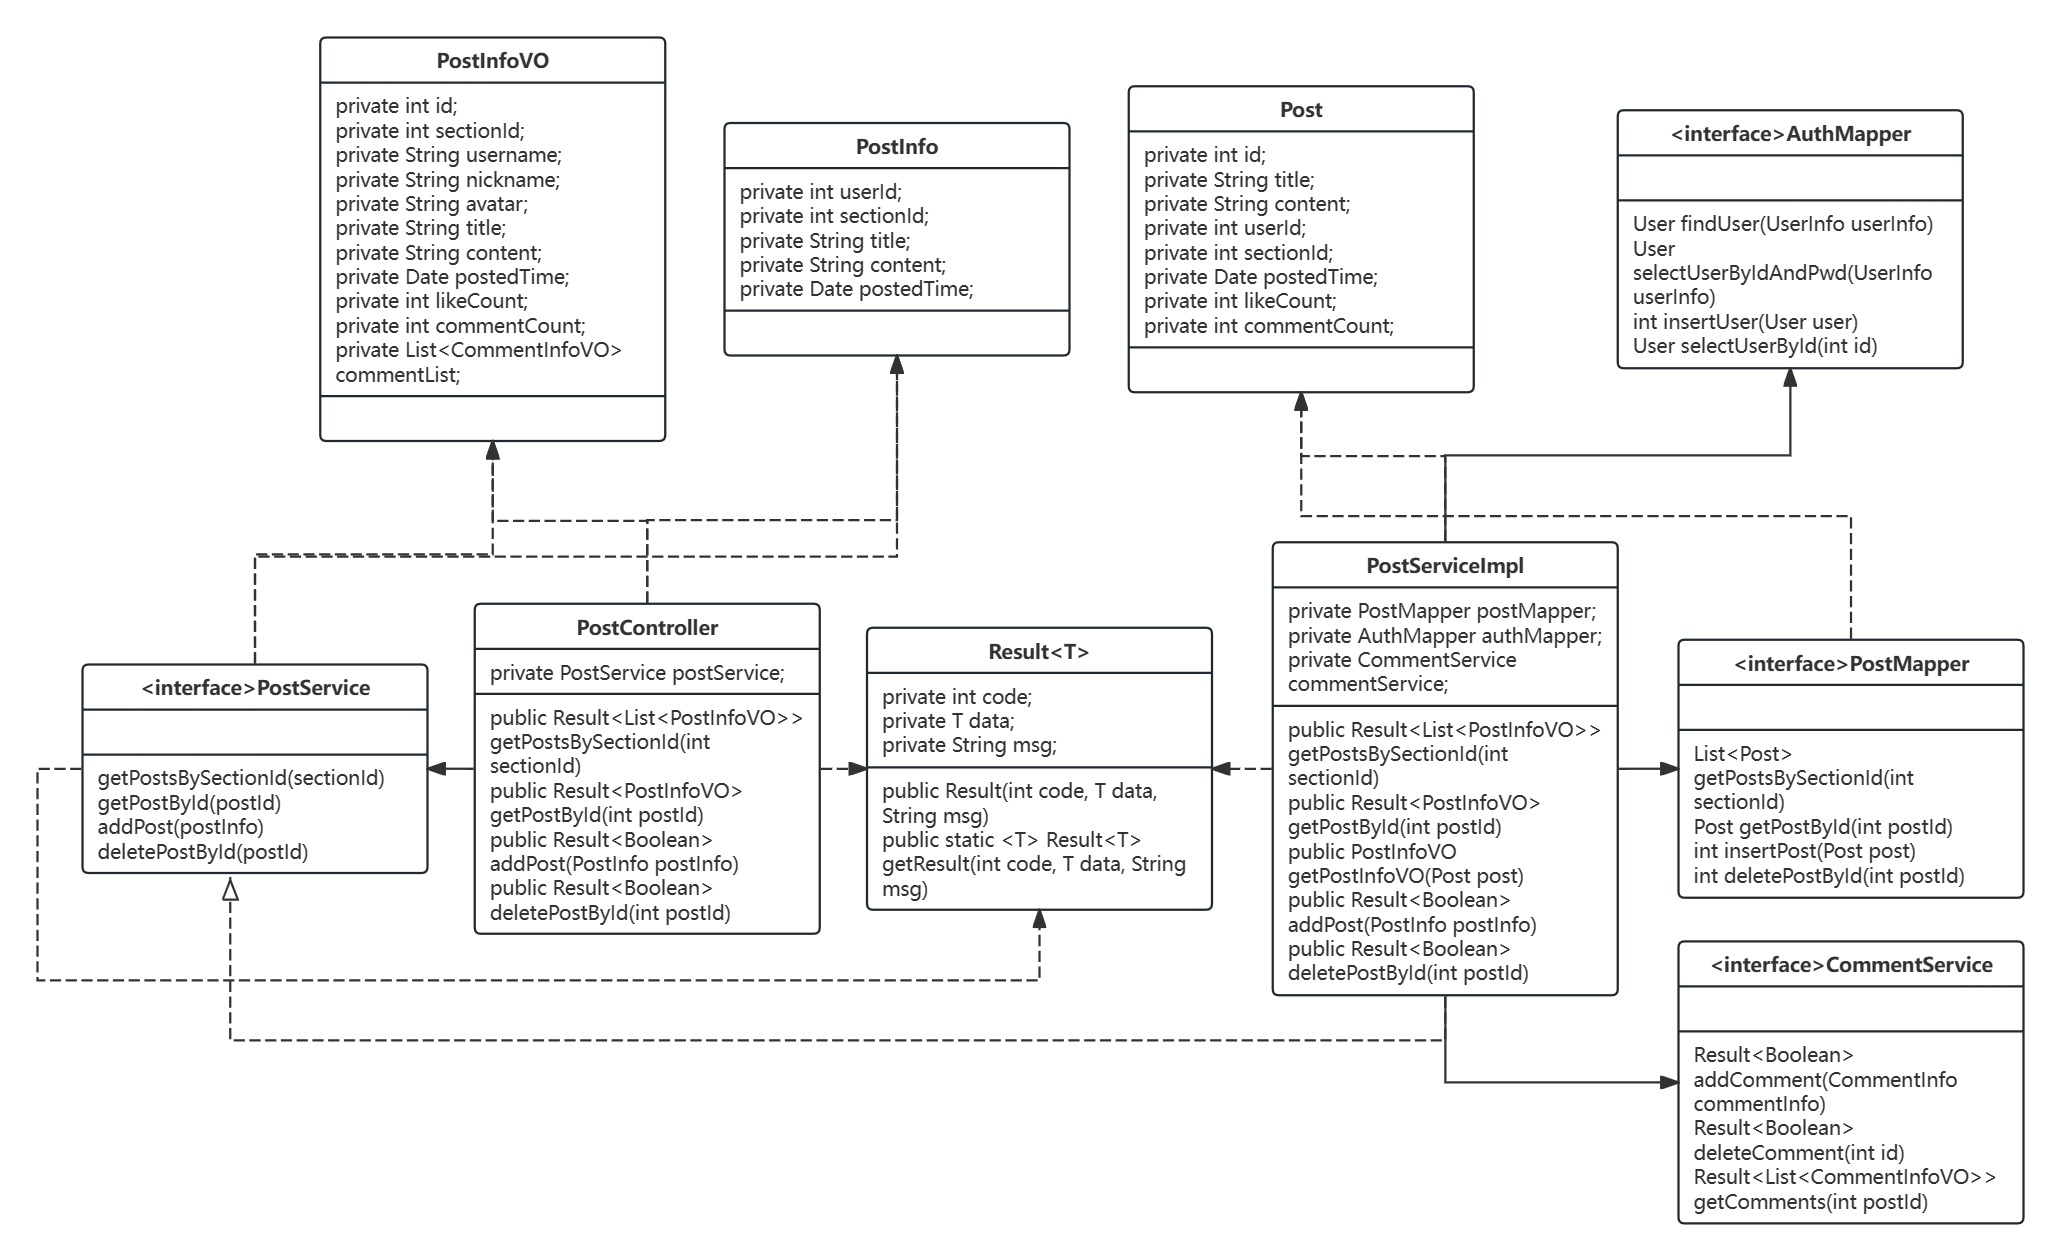 PostInfoVO
private int id;
private int sectionId;
private String username;
private String nickname;
private String avatar;
private String title;
private String content;
private Date postedTime;
private int likeCount;
private int commentCount;
private List<CommentInfoVO>
commentList;
PostInfo
private int userId;
private int sectionId;
private String title;
private String content;
private Date postedTime;
Post
private int id;
private String title;
private String content;
private int userId;
private int sectionId;
private Date postedTime;
private int likeCount;
private int commentCount;
<interface>AuthMapper
User findUser(UserInfo userInfo)
User
selectUserByIdAndPwd(UserInfo
userInfo)
int insertUser(User user)
User selectUserById(int id)
<interface>PostService
getPostsBySectionId(sectionId)
getPostById(postId)
addPost(postInfo)
deletePostById(postId)
PostController
private PostService postService;
public Result<List<PostInfoVO>>
getPostsBySectionId(int
sectionId)
public Result<PostInfoVO>
getPostById(int postId)
public Result<Boolean>
addPost(PostInfo postInfo)
public Result<Boolean>
deletePostById(int postId)
Result<T>
private int code;
private T data;
private String msg;
public Result(int code, T data,
String msg)
public static <T> Result<T>
getResult(int code, T data, String
msg)
PostServiceImpl
private PostMapper postMapper;
private AuthMapper authMapper;
private CommentService
commentService;
public Result<List<PostInfoVO>>
getPostsBySectionId(int
sectionId)
public Result<PostInfoVO>
getPostById(int postId)
public PostInfoVO
getPostInfoVO(Post post)
public Result<Boolean>
addPost(PostInfo postInfo)
public Result<Boolean>
deletePostById(int postId)
<interface>PostMapper
List<Post>
getPostsBySectionId(int
sectionId)
Post getPostById(int postId)
int insertPost(Post post)
int deletePostById(int postId)
<interface>CommentService
Result<Boolean>
addComment(CommentInfo
commentInfo)
Result<Boolean>
deleteComment(int id)
Result<List<CommentInfoVO>>
getComments(int postId)